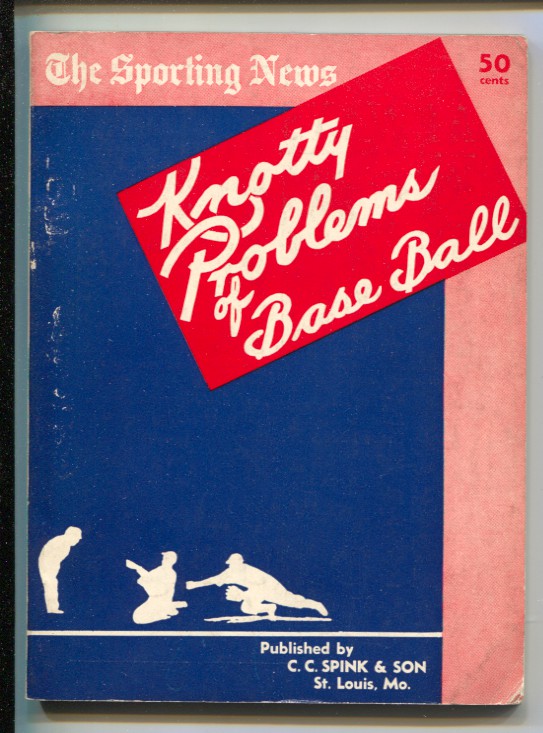 The Sporting News
50
cents
Knotty
Problems
of Base Ball
Published by
C. C. SPINK & SON
St. Louis, Mo.